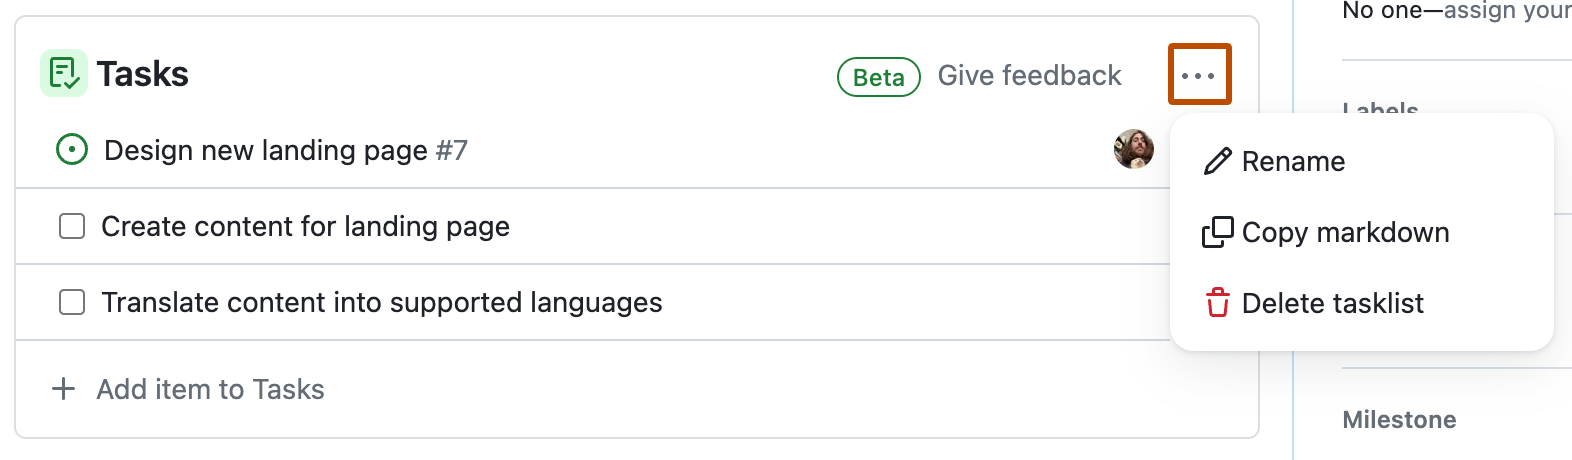 No one—assign your
Tasks
Beta
Give feedback
Labels
Design new landing page #7
Rename
Create content for landing page
Copy markdown
Translate content into supported languages
Delete tasklist
Add item to Tasks
Milestone